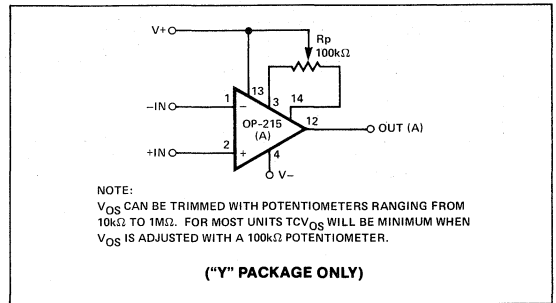 V+
Rp
100kΩ
13
3
14
-IN
1
-
OP-215
(A)
12
OUT (A)
+IN
2
+
4
V-
NOTE:
VOS CAN BE TRIMMED WITH POTENTIOMETERS RANGING FROM
10kΩ TO 1MΩ. FOR MOST UNITS TCVOS WILL BE MINIMUM WHEN
VOS IS ADJUSTED WITH A 100kΩ POTENTIOMETER.
("Y" PACKAGE ONLY)